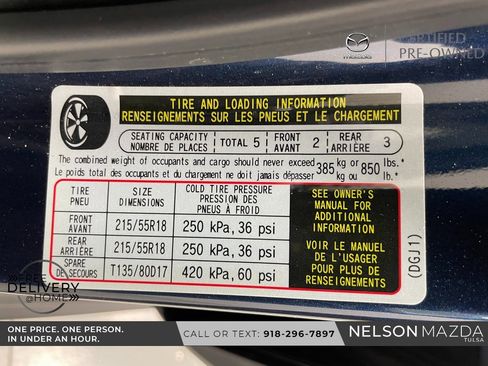 mazda
CERTIFIED
PRE-OWNED
TIRE AND LOADING INFORMATION
RENSEIGNEMENTS SUR LES PNEUS ET LE CHARGEMENT
SEATING CAPACITY
NOMBRE DE PLACES
TOTAL 5
FRONT
AVANT
2
REAR
ARRIÈRE
3
The combined weight of occupants and cargo should never exceed 385 kg or 850 lbs.*
Le poids total des occupants et du chargement ne doit jamais dépasser kg ou lb.*
TIRE
PNEU
SIZE
DIMENSIONS
COLD TIRE PRESSURE
PRESSION DES
PNEUS À FROID
FRONT
AVANT
215/55R18
250 kPa, 36 psi
REAR
ARRIÈRE
215/55R18
250 kPa, 36 psi
SPARE
DE SECOURS
T135/80D17
420 kPa, 60 psi
SEE OWNER'S
MANUAL FOR
ADDITIONAL
INFORMATION
VOIR LE MANUEL
DE L'USAGER
POUR PLUS DE
RENSEIGNEMENTS
(DGJ1)
FREE
DELIVERY
@HOME
ONE PRICE. ONE PERSON.
IN UNDER AN HOUR.
CALL OR TEXT: 918-296-7897
NELSON MAZDA
TULSA